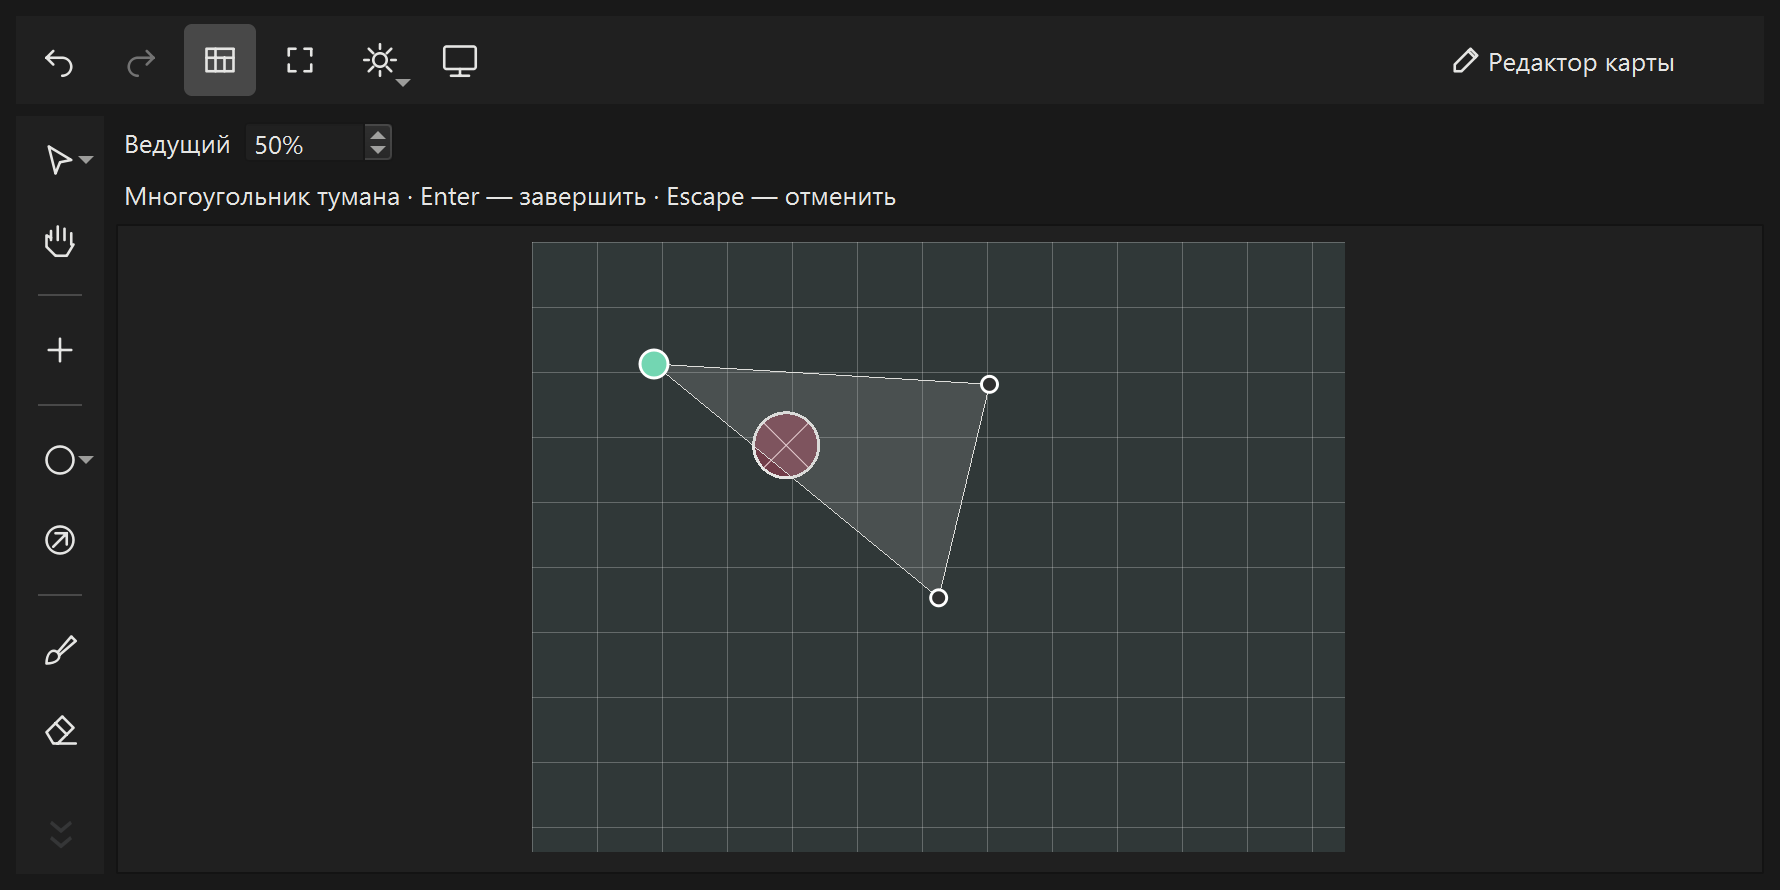 Редактор карты
Ведущий 50%
Многоугольник тумана · Enter — завершить · Escape — отменить